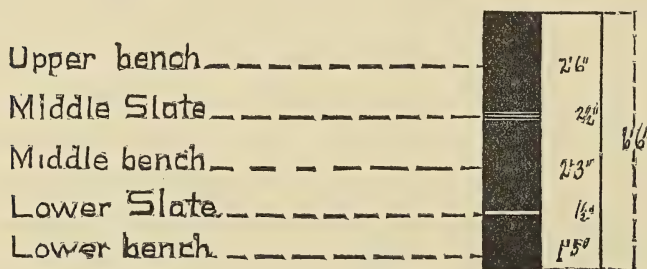 Upper bench 2'6"
Middle Slate 2½"
Middle bench 2'3"
Lower Slate 1½"
Lower bench 1'5"
6'6"